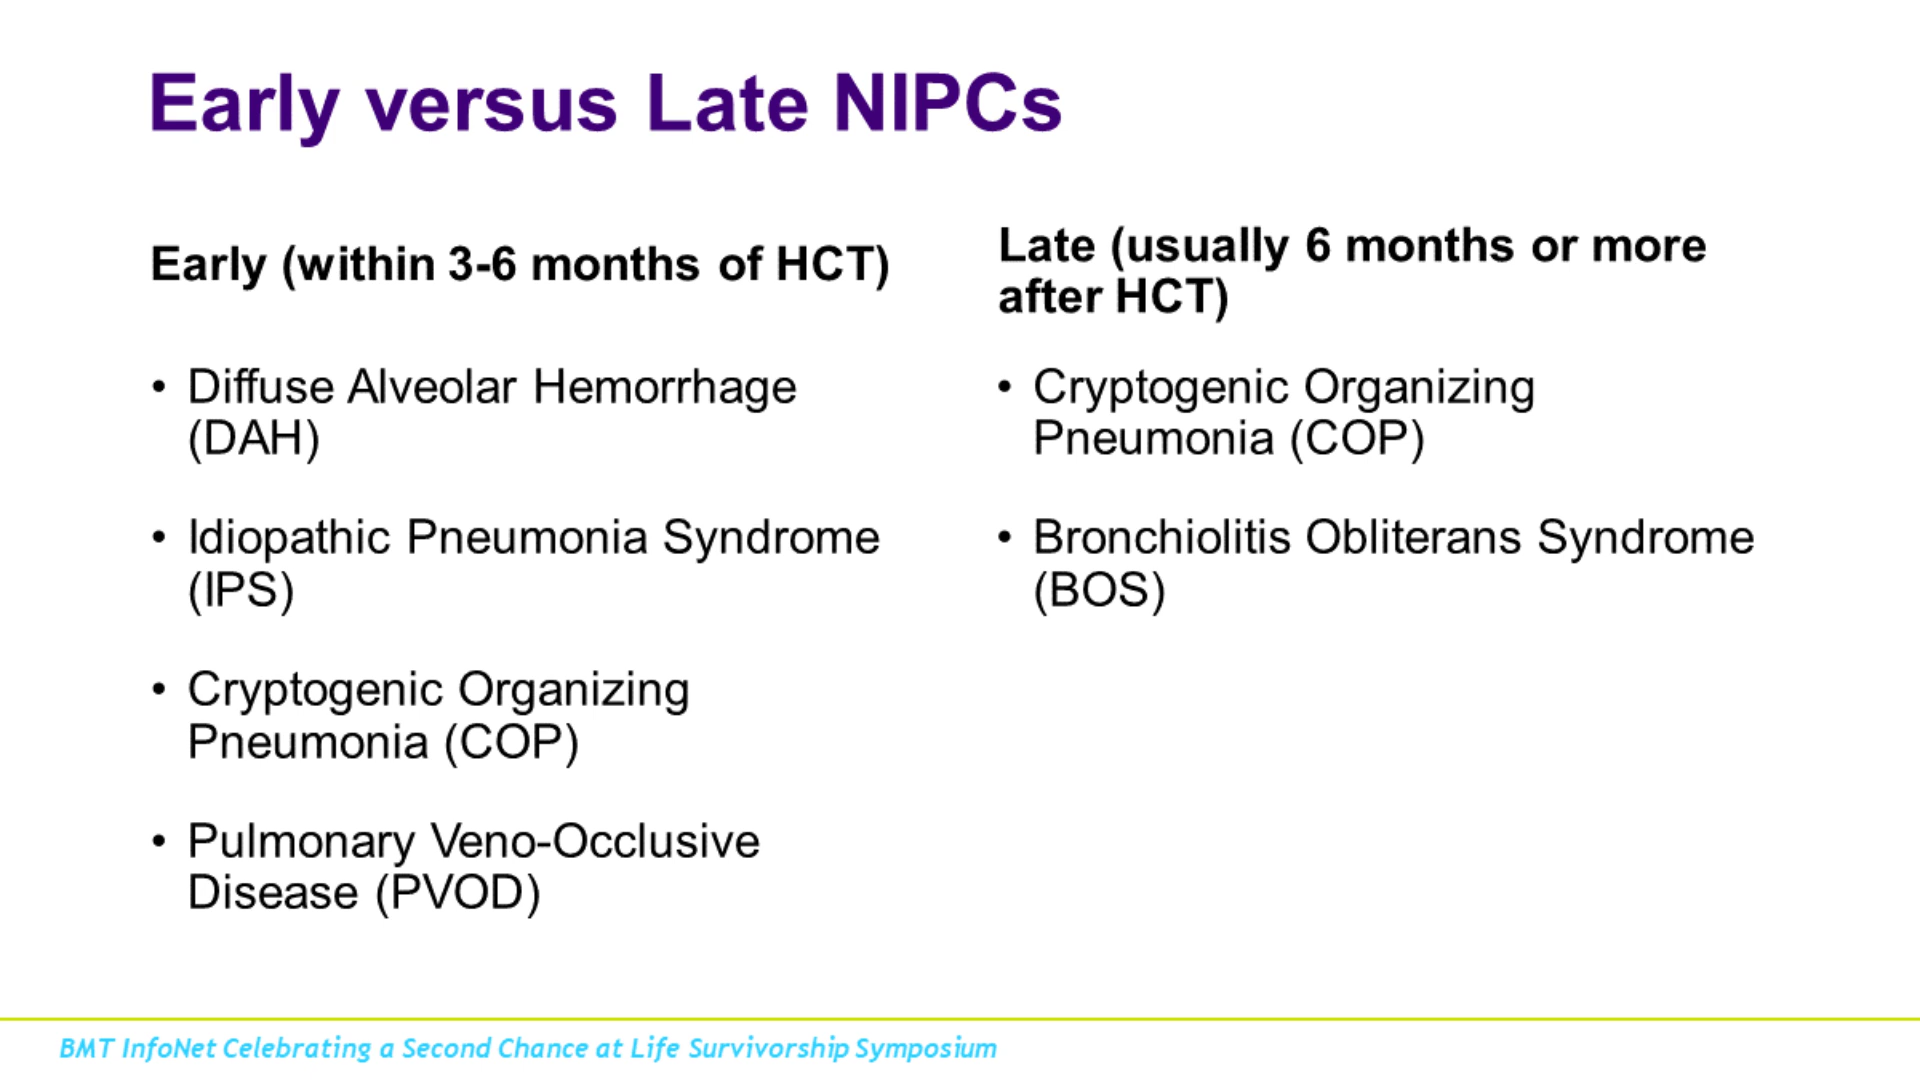 Early versus Late NIPCs
Early (within 3-6 months of HCT)
• Diffuse Alveolar Hemorrhage
(DAH)
• Idiopathic Pneumonia Syndrome
(IPS)
• Cryptogenic Organizing
Pneumonia (COP)
• Pulmonary Veno-Occlusive
Disease (PVOD)
Late (usually 6 months or more
after HCT)
• Cryptogenic Organizing
Pneumonia (COP)
• Bronchiolitis Obliterans Syndrome
(BOS)
BMT InfoNet Celebrating a Second Chance at Life Survivorship Symposium